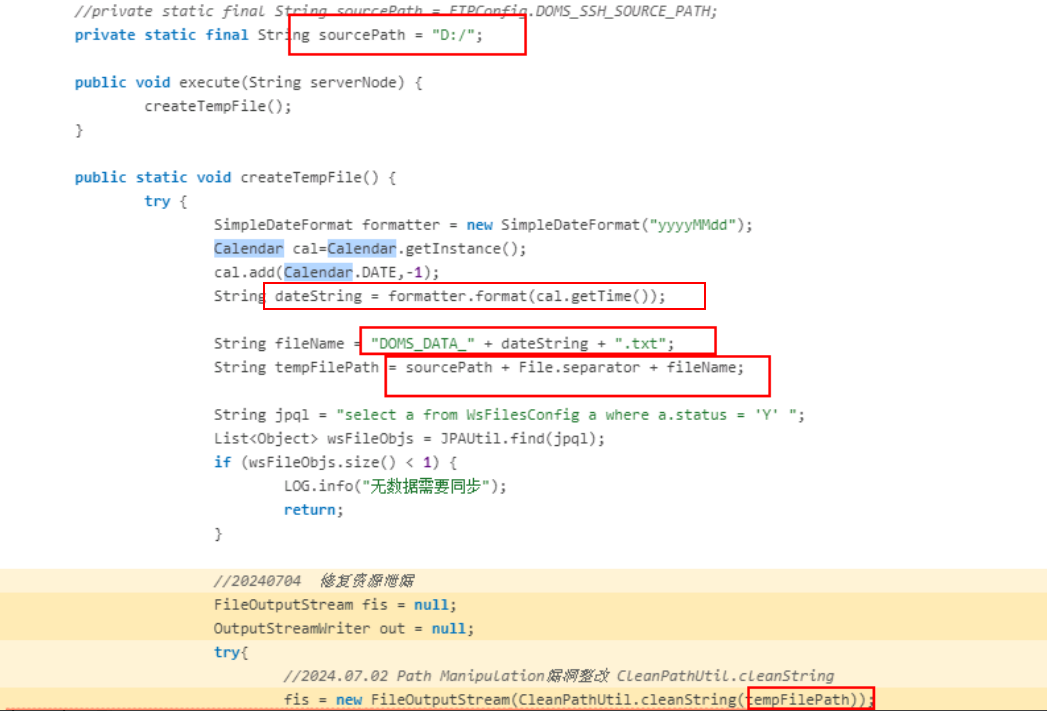 //private static final String sourcePath = FTPConfig.DOMS_SSH_SOURCE_PATH;
private static final String sourcePath = "D:/";
public void execute(String serverNode) {
createTempFile();
}
public static void createTempFile() {
try {
SimpleDateFormat formatter = new SimpleDateFormat("yyyyMMdd");
Calendar cal=Calendar.getInstance();
cal.add(Calendar.DATE,-1);
String dateString = formatter.format(cal.getTime());
String fileName = "DOMS_DATA_" + dateString + ".txt";
String tempFilePath = sourcePath + File.separator + fileName;
String jpql = "select a from WsFilesConfig a where a.status = 'Y' ";
List<Object> wsFileObjs = JPAUtil.find(jpql);
if (wsFileObjs.size() < 1) {
LOG.info("无数据需要同步");
return;
}
//20240704 修复资源泄漏
FileOutputStream fis = null;
OutputStreamWriter out = null;
try{
//2024.07.02 Path Manipulation漏洞整改 CleanPathUtil.cleanString
fis = new FileOutputStream(CleanPathUtil.cleanString(tempFilePath));